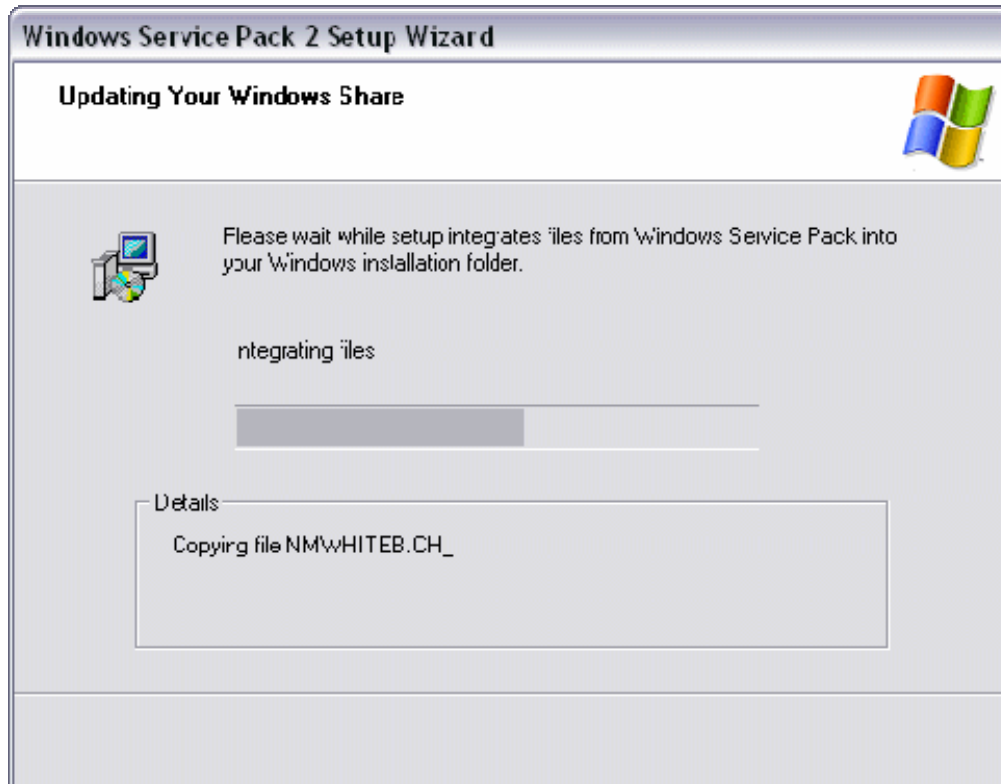 Windows Service Pack 2 Setup Wizard
Updating Your Windows Share
Please wait while setup integrates files from Windows Service Pack into
your Windows installation folder.
Integrating files
Details
Copying file NMWHITEB.CH_